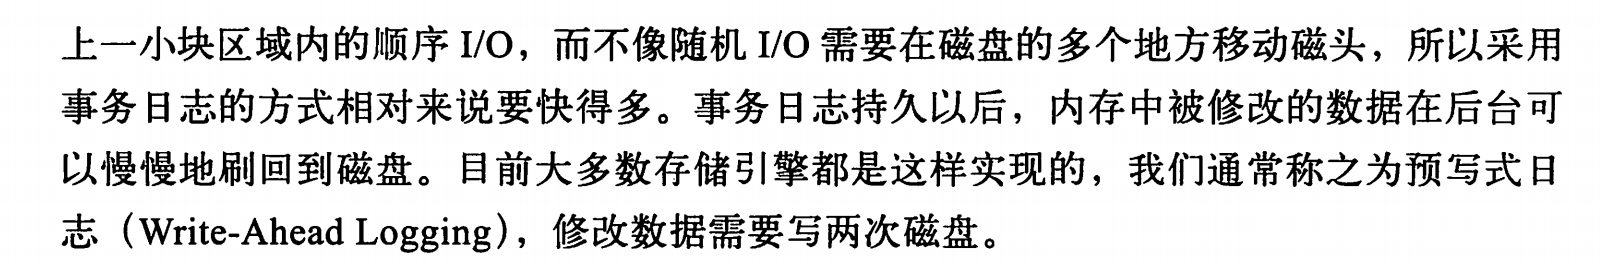 上一小块区域内的顺序 I/O，而不像随机 I/O 需要在磁盘的多个地方移动磁头，所以采用
事务日志的方式相对来说要快得多。事务日志持久以后，内存中被修改的数据在后台可
以慢慢地刷回到磁盘。目前大多数存储引擎都是这样实现的，我们通常称之为预写式日
志（Write-Ahead Logging），修改数据需要写两次磁盘。